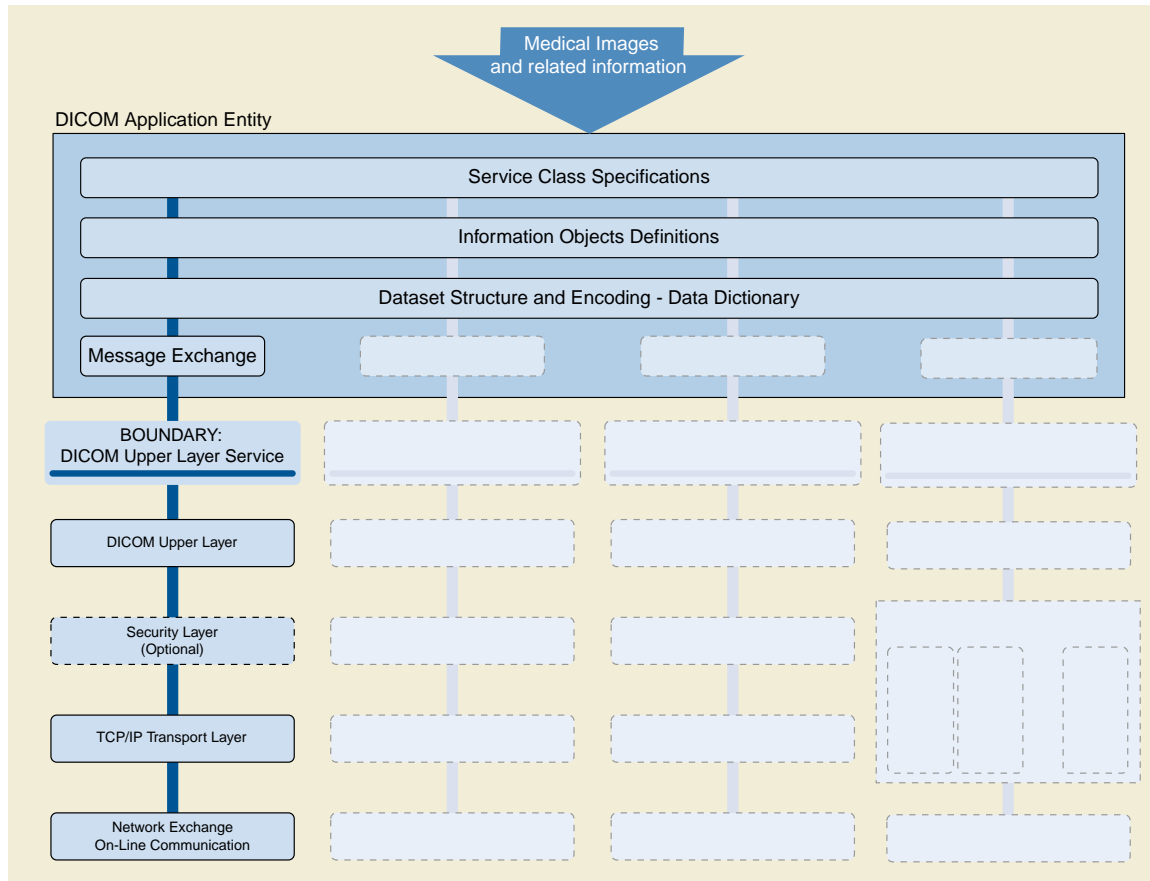 Medical Images
and related information
DICOM Application Entity
Service Class Specifications
Information Objects Definitions
Dataset Structure and Encoding - Data Dictionary
Message Exchange
BOUNDARY:
DICOM Upper Layer Service
DICOM Upper Layer
Security Layer
(Optional)
TCP/IP Transport Layer
Network Exchange
On-Line Communication